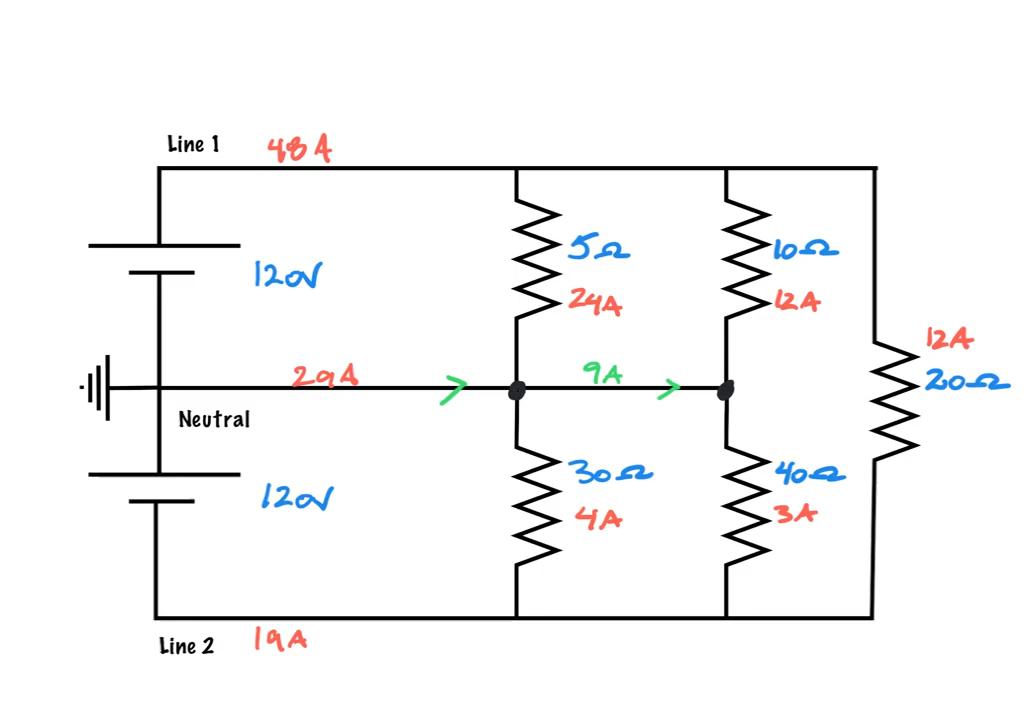 Line 1
48A
120V
5Ω
24A
10Ω
12A
12A
20Ω
29A
9A
Neutral
120V
30Ω
4A
40Ω
3A
Line 2
19A